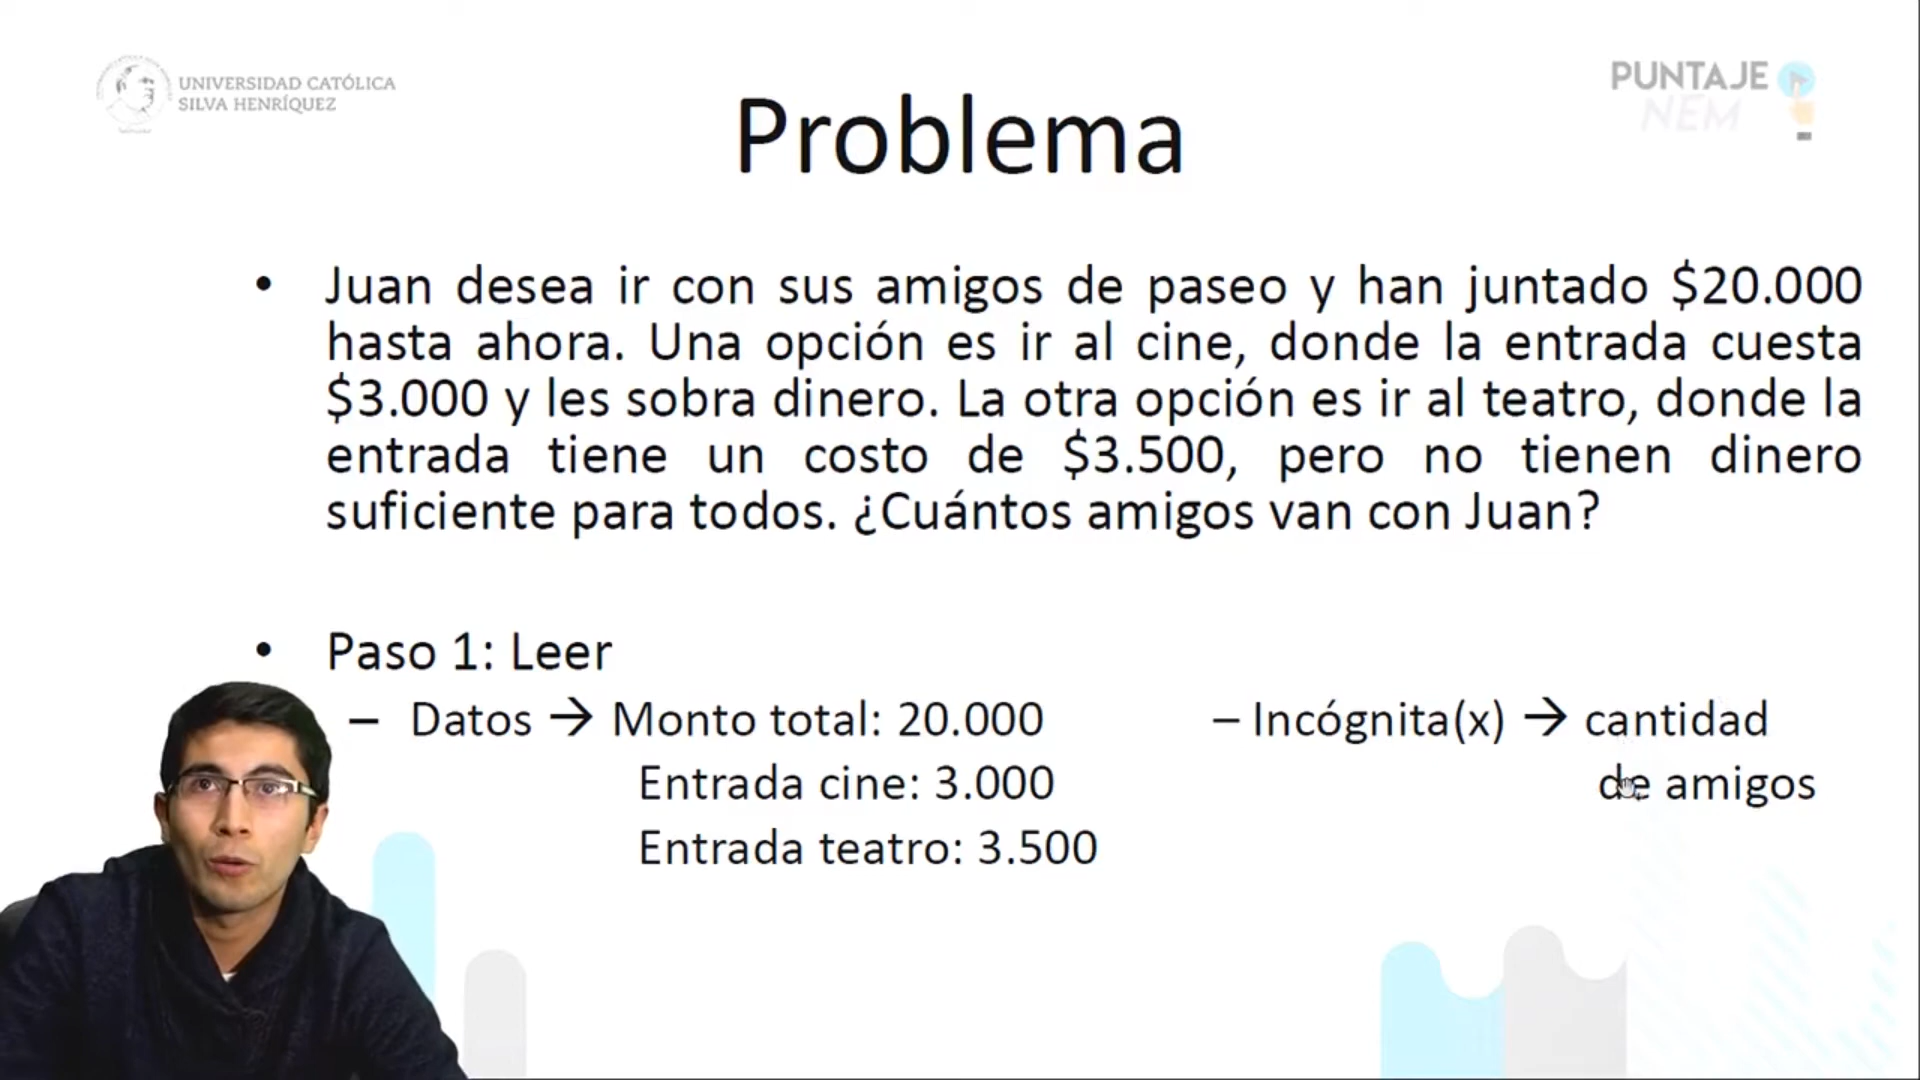 UNIVERSIDAD CATÓLICA
SILVA HENRÍQUEZ
PUNTAJE
NEM
Problema
• Juan desea ir con sus amigos de paseo y han juntado $20.000
hasta ahora. Una opción es ir al cine, donde la entrada cuesta
$3.000 y les sobra dinero. La otra opción es ir al teatro, donde la
entrada tiene un costo de $3.500, pero no tienen dinero
suficiente para todos. ¿Cuántos amigos van con Juan?
• Paso 1: Leer
– Datos → Monto total: 20.000
Entrada cine: 3.000
Entrada teatro: 3.500
– Incógnita(x) → cantidad
de amigos